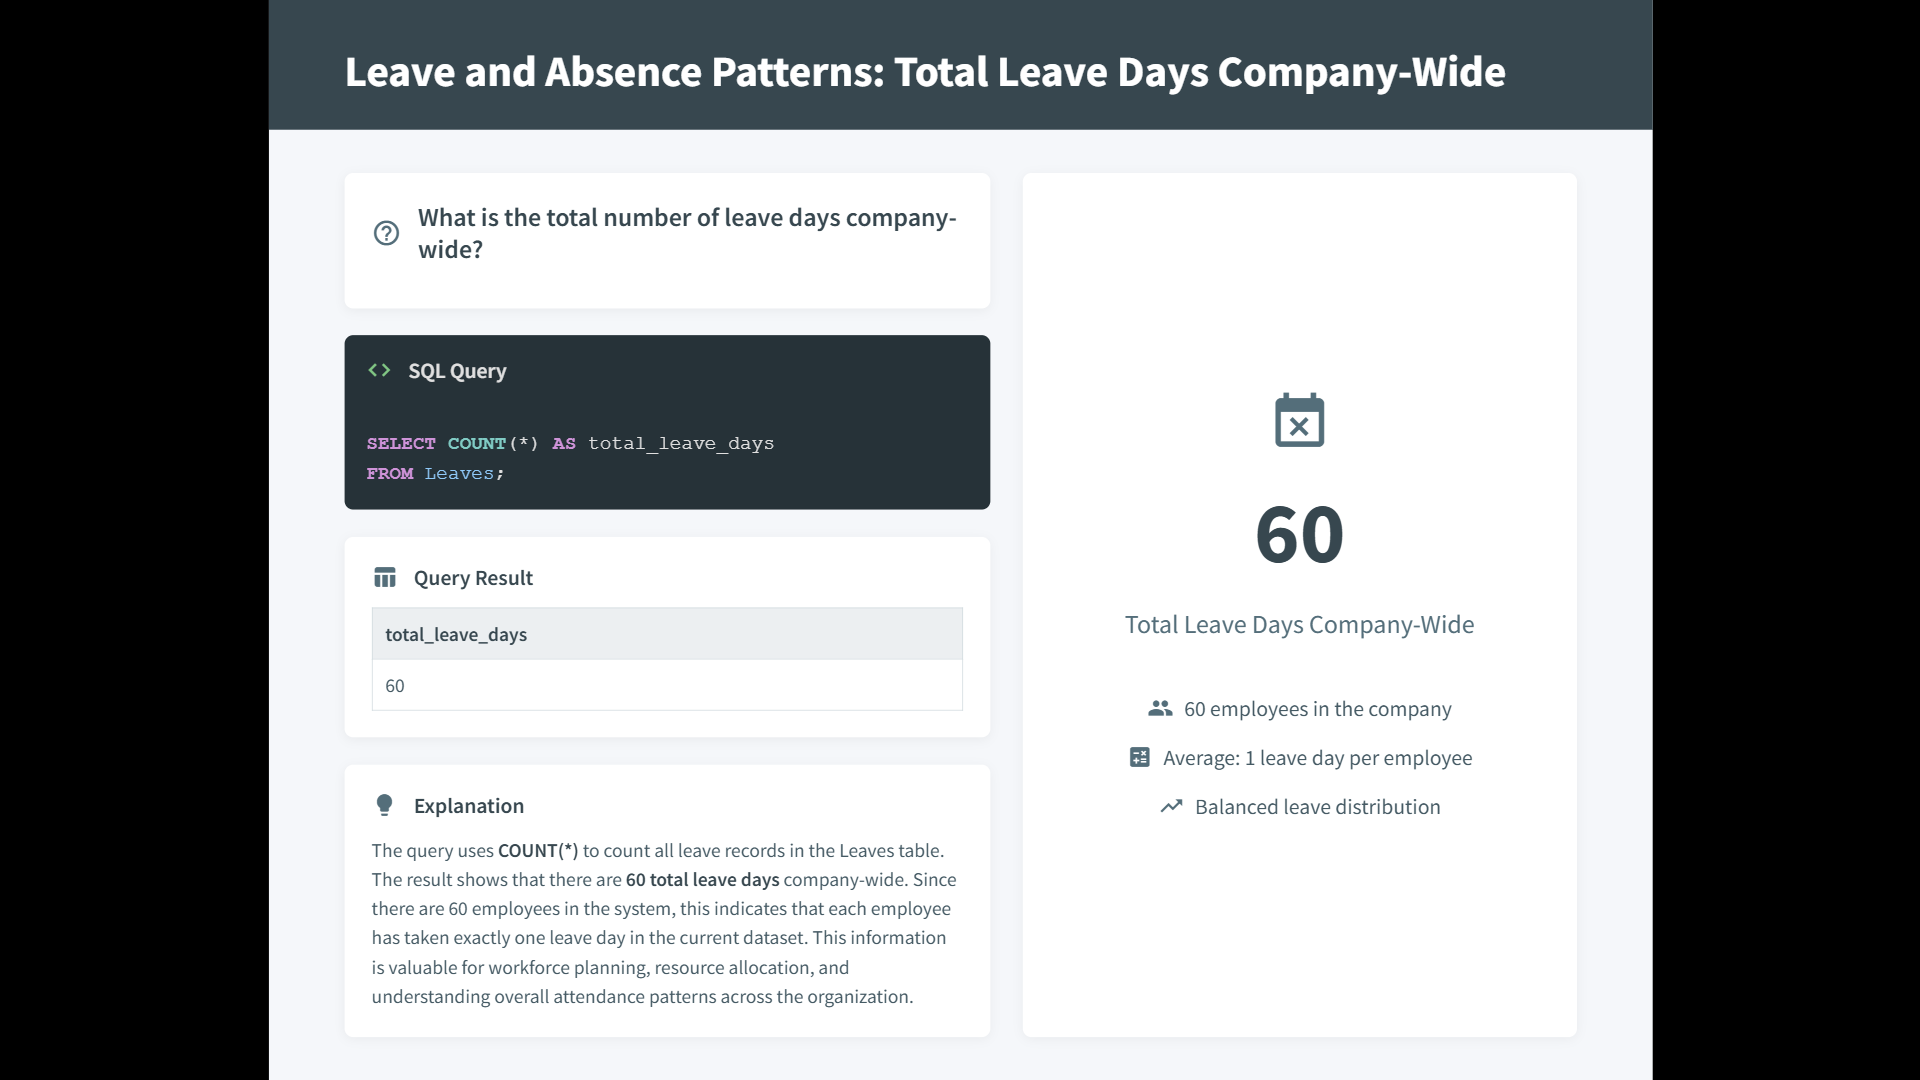 Leave and Absence Patterns: Total Leave Days Company-Wide
What is the total number of leave days company-
wide?
SQL Query
SELECT COUNT(*) AS total_leave_days
FROM Leaves;
Query Result
total_leave_days
60
Explanation
The query uses COUNT(*) to count all leave records in the Leaves table.
The result shows that there are 60 total leave days company-wide. Since
there are 60 employees in the system, this indicates that each employee
has taken exactly one leave day in the current dataset. This information
is valuable for workforce planning, resource allocation, and
understanding overall attendance patterns across the organization.
60
Total Leave Days Company-Wide
60 employees in the company
Average: 1 leave day per employee
Balanced leave distribution